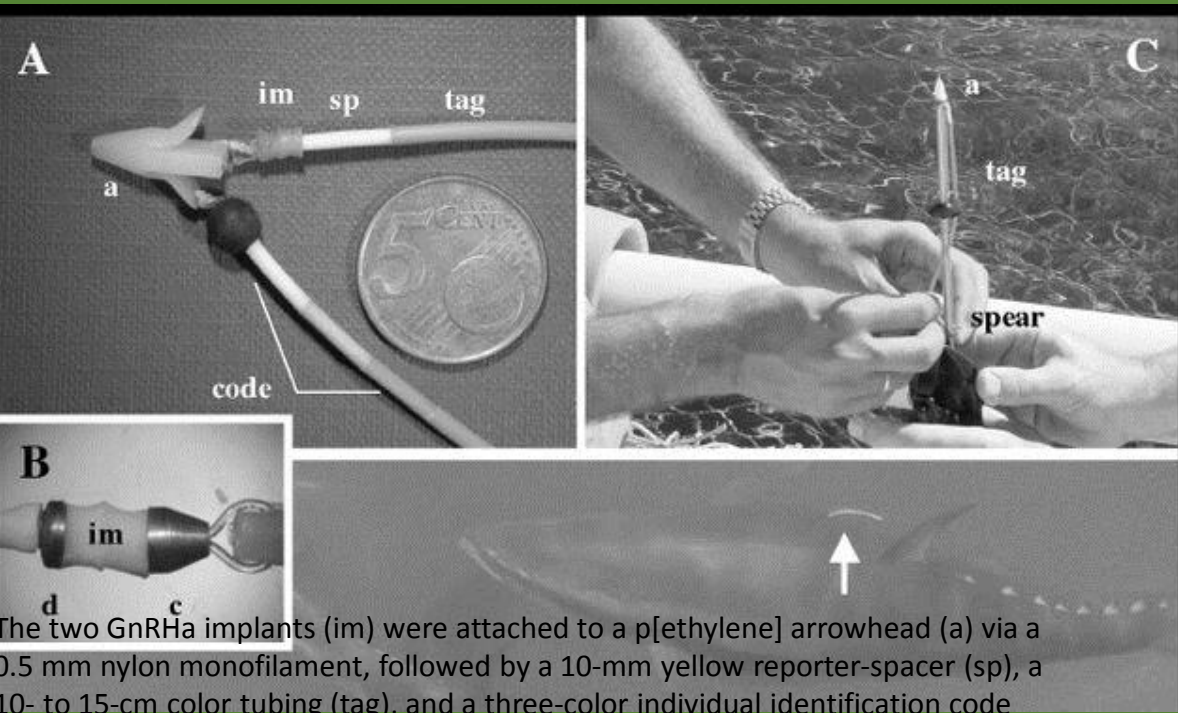 A
im
sp
tag
a
5
CENT
code
C
a
tag
spear
B
im
d
c
The two GnRHa implants (im) were attached to a p[ethylene] arrowhead (a) via a
0.5 mm nylon monofilament, followed by a 10-mm yellow reporter-spacer (sp), a
10- to 15-cm color tubing (tag), and a three-color individual identification code